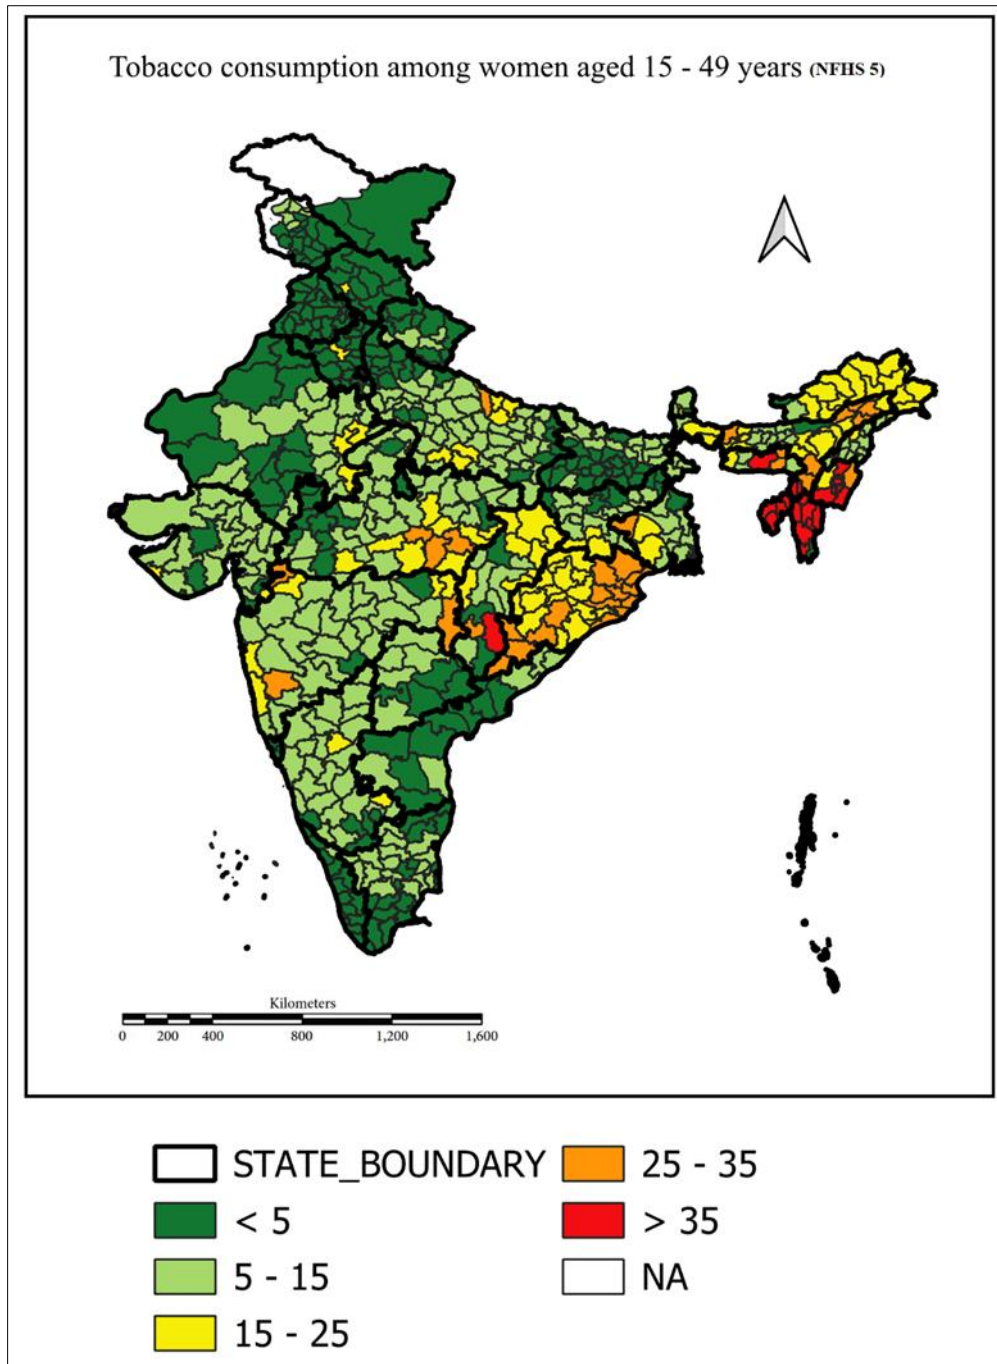 Tobacco consumption among women aged 15 - 49 years (NFHS 5)
Kilometers
0 200 400 800 1,200 1,600
STATE_BOUNDARY
< 5
5 - 15
15 - 25
25 - 35
> 35
NA